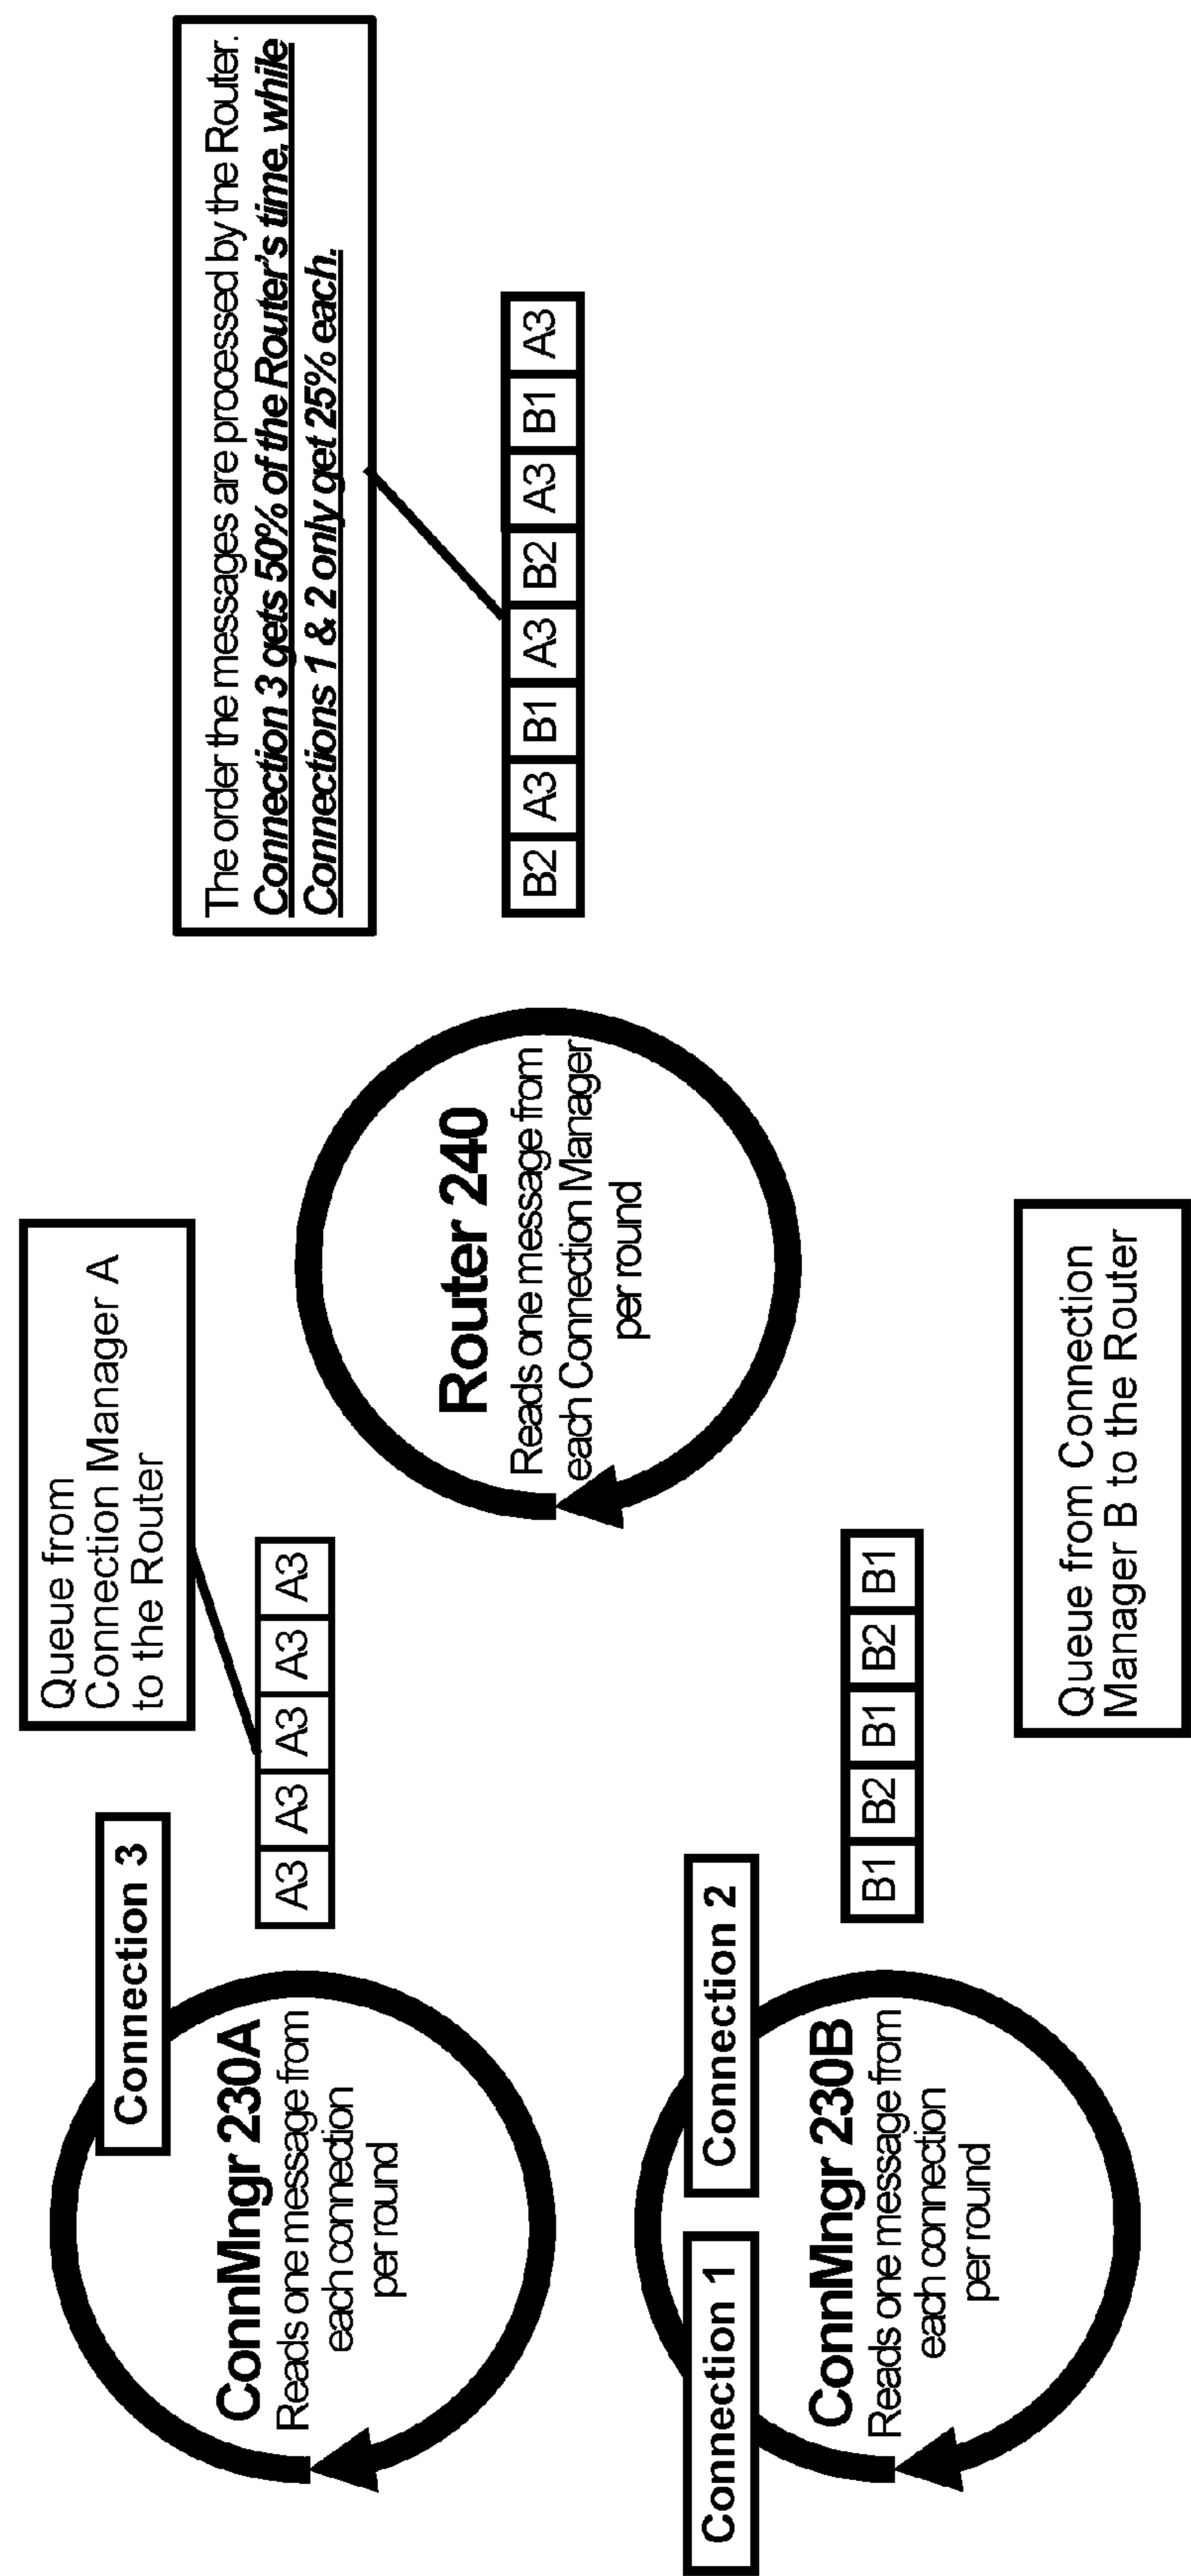 Connection 3
ConnMngr 230A
Reads one message from
each connection
per round
Queue from
Connection Manager A
to the Router
A3 A3 A3 A3 A3
Connection 1
Connection 2
ConnMngr 230B
Reads one message from
each connection
per round
B1 B2 B1 B2 B1
Queue from Connection
Manager B to the Router
Router 240
Reads one message from
each Connection Manager
per round
The order the messages are processed by the Router.
Connection 3 gets 50% of the Router's time, while
Connections 1 & 2 only get 25% each.
B2 A3 B1 A3 B2 A3 B1 A3